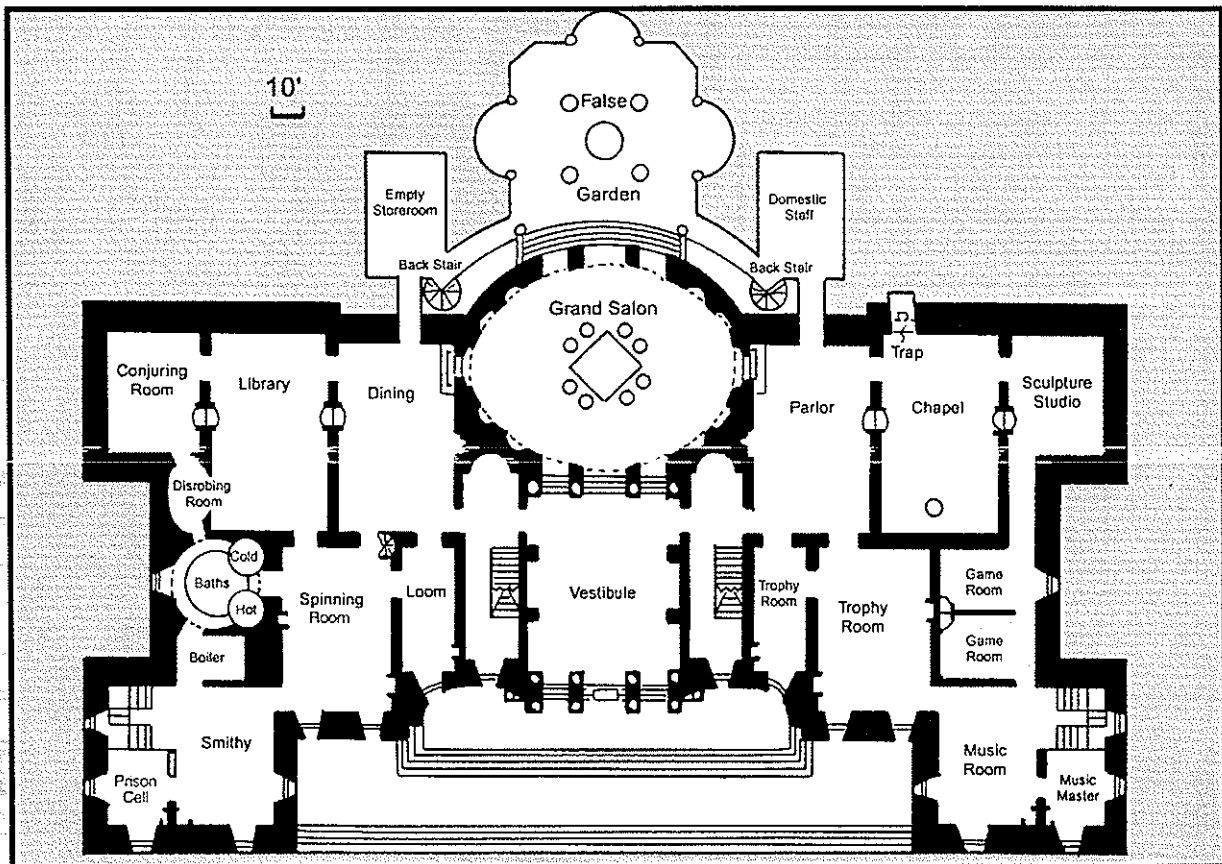 10'
False
Garden
Empty
Storeroom
Domestic
Staff
Back Stair
Back Stair
Grand Salon
Trap
Conjuring
Room
Library
Dining
Parlor
Chapel
Sculpture
Studio
Disrobing
Room
Cold
Baths
Hot
Spinning
Room
Loom
Vestibule
Trophy
Room
Trophy
Room
Game
Room
Game
Room
Boiler
Smithy
Prison
Cell
Music
Room
Music
Master